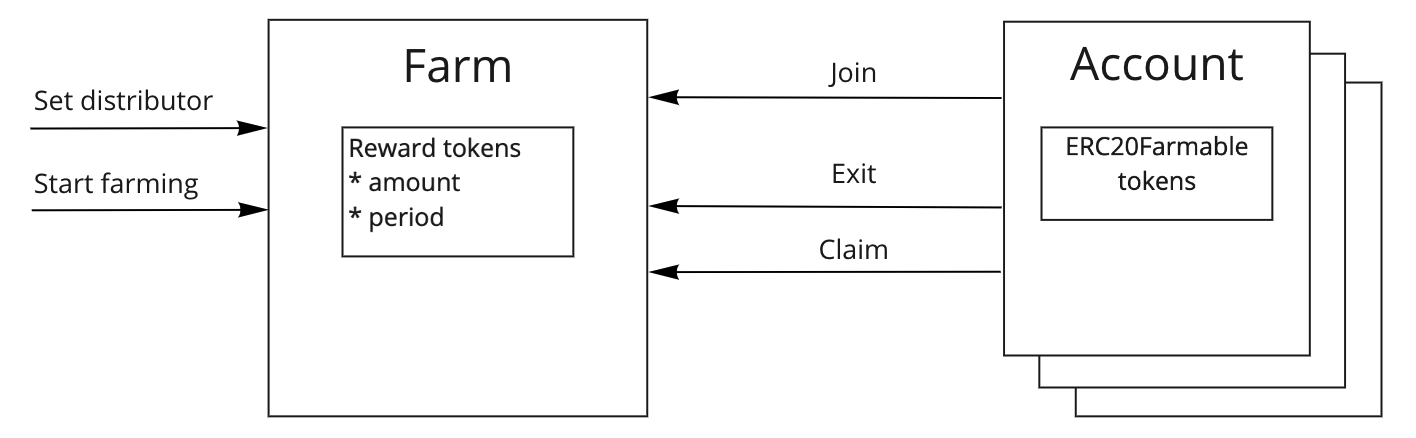 Set distributor
Start farming
Farm
Reward tokens
* amount
* period
Join
Exit
Claim
Account
ERC20Farmable
tokens